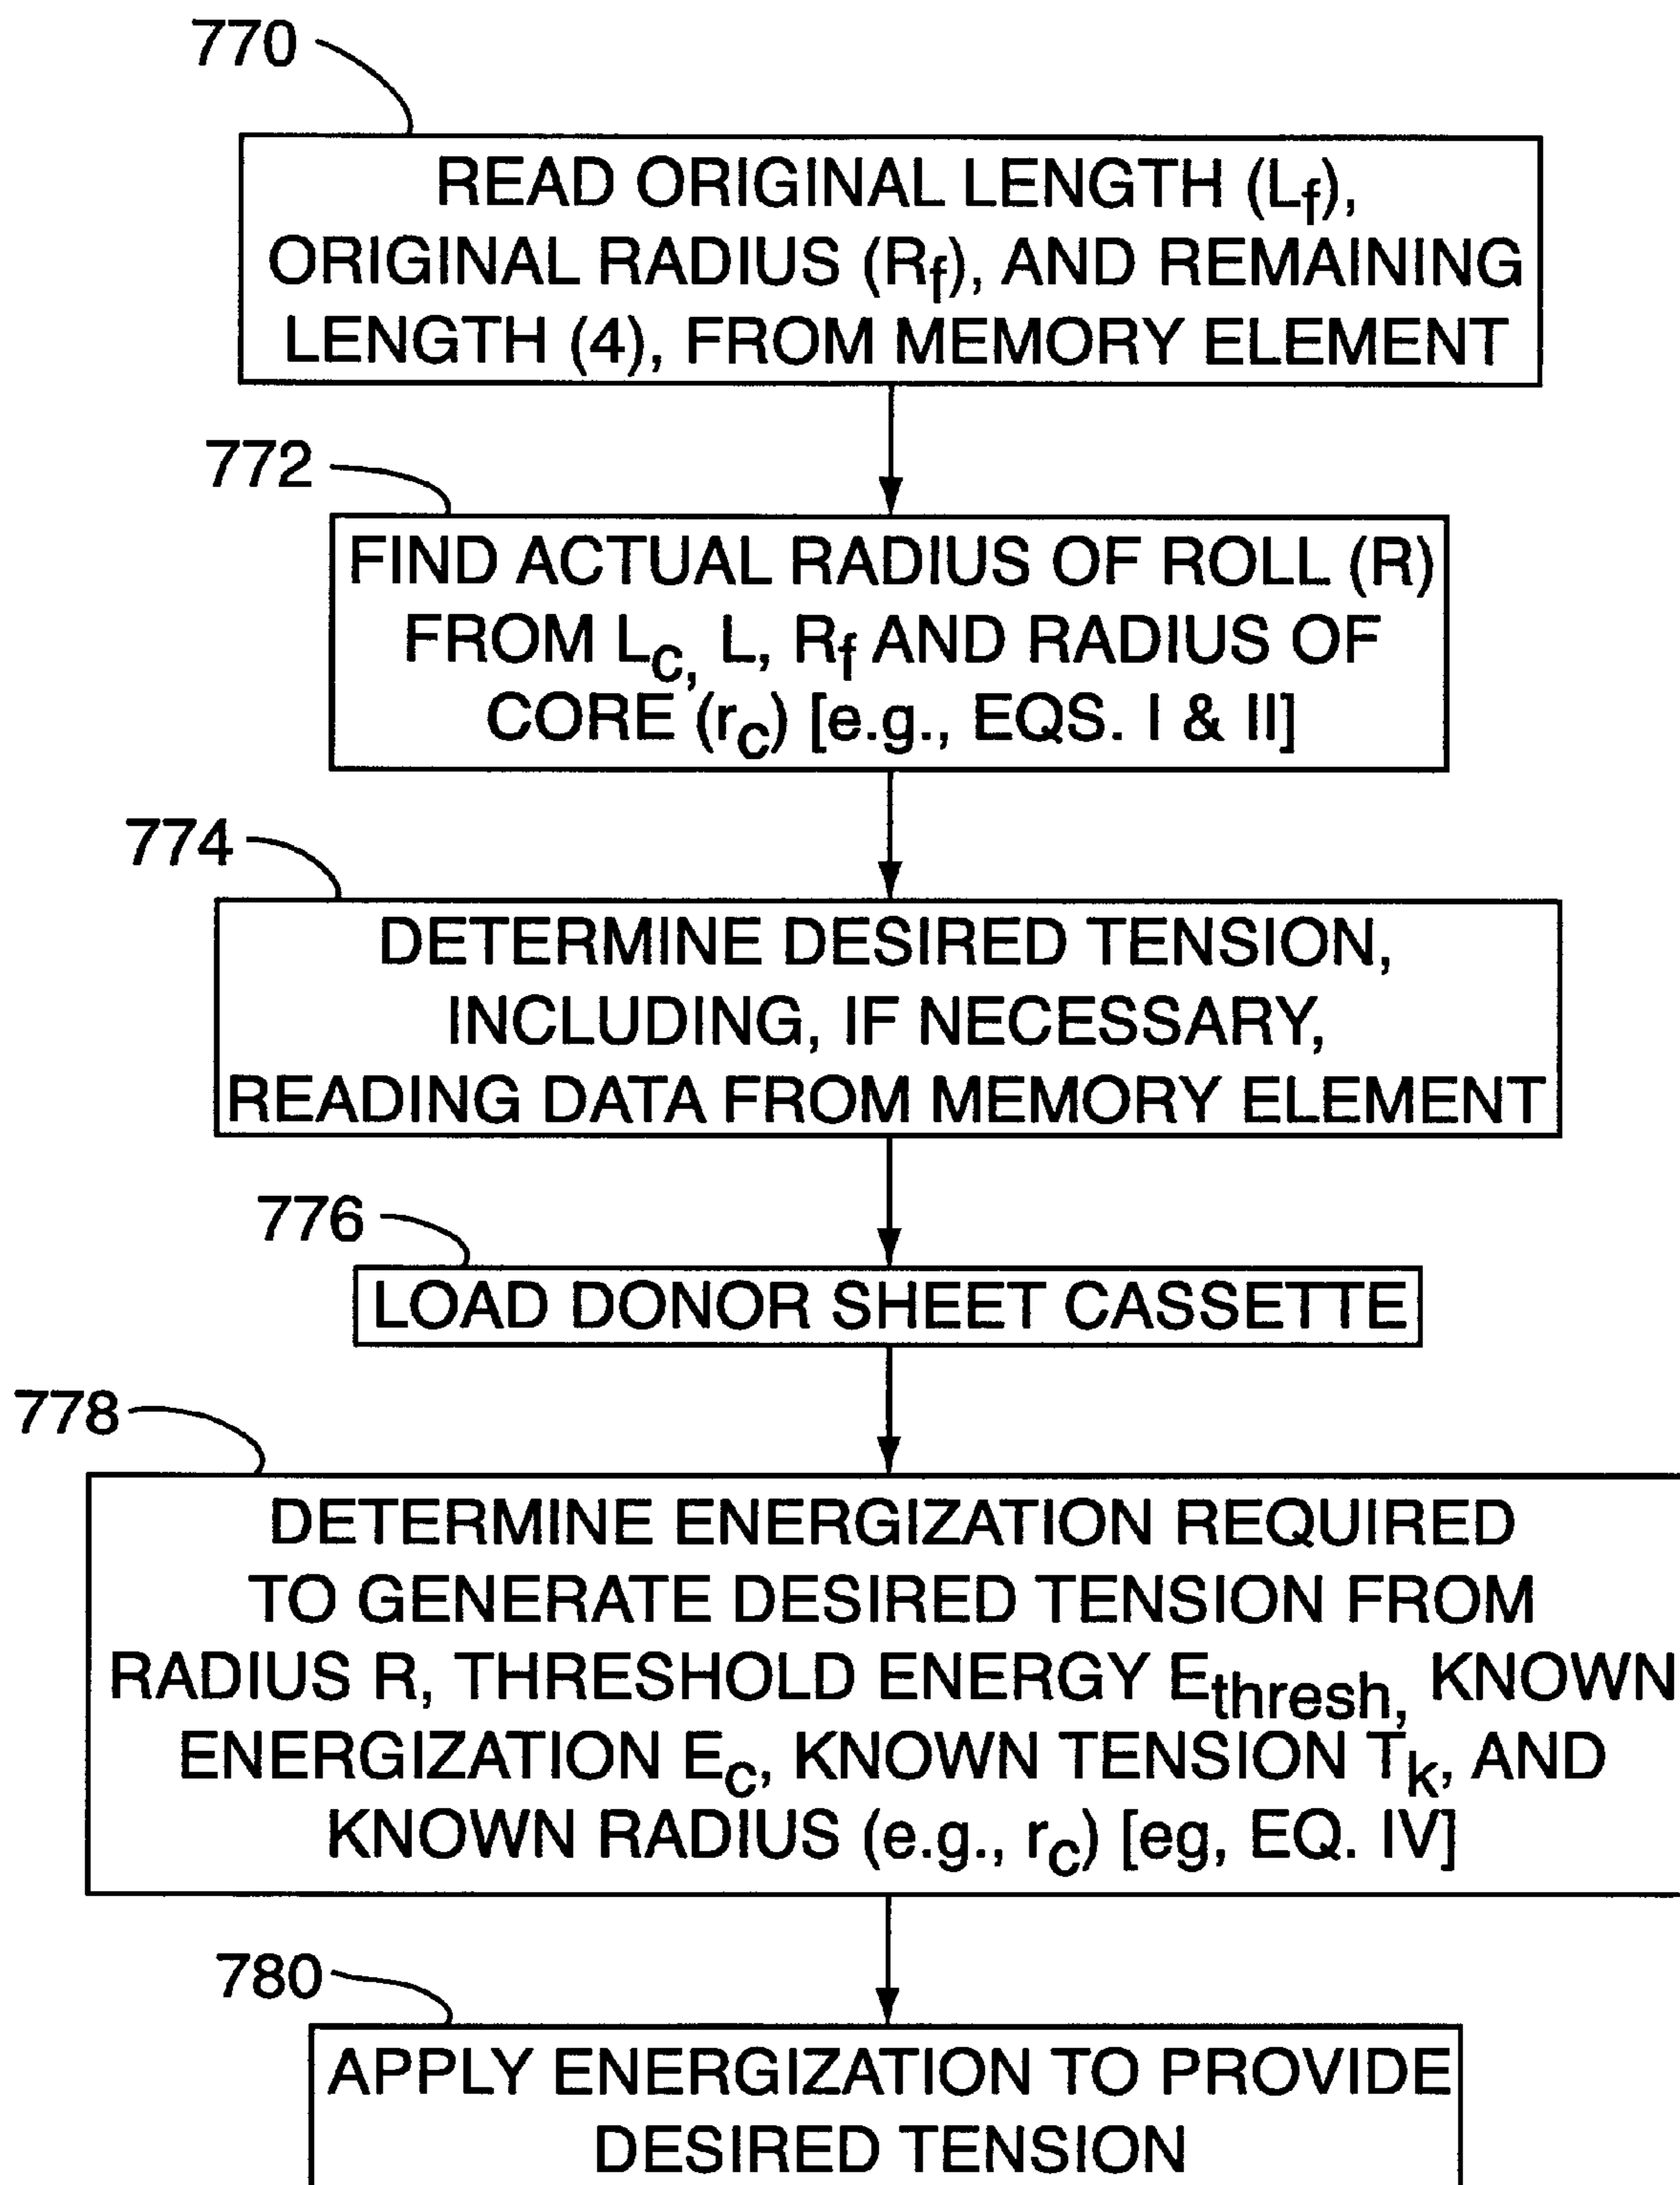 770
READ ORIGINAL LENGTH (Lf),
ORIGINAL RADIUS (Rf), AND REMAINING
LENGTH (4), FROM MEMORY ELEMENT
772
FIND ACTUAL RADIUS OF ROLL (R)
FROM Lc, L, Rf AND RADIUS OF
CORE (rc) [e.g., EQS. I & II]
774
DETERMINE DESIRED TENSION,
INCLUDING, IF NECESSARY,
READING DATA FROM MEMORY ELEMENT
776
LOAD DONOR SHEET CASSETTE
778
DETERMINE ENERGIZATION REQUIRED
TO GENERATE DESIRED TENSION FROM
RADIUS R, THRESHOLD ENERGY Ethresh, KNOWN
ENERGIZATION Ec, KNOWN TENSION Tk, AND
KNOWN RADIUS (e.g., rc) [eg, EQ. IV]
780
APPLY ENERGIZATION TO PROVIDE
DESIRED TENSION